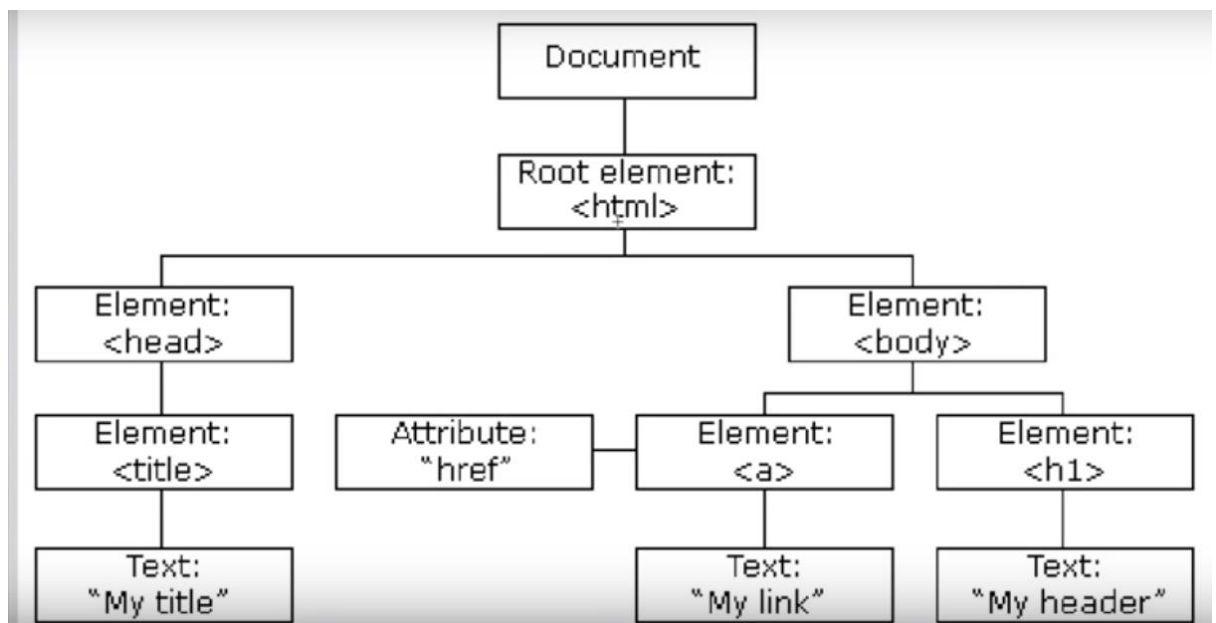 Document
Root element:
<html>
Element:
<head>
Element:
<body>
Element:
<title>
Attribute:
“href”
Element:
<a>
Element:
<h1>
Text:
“My title”
Text:
“My link”
Text:
“My header”